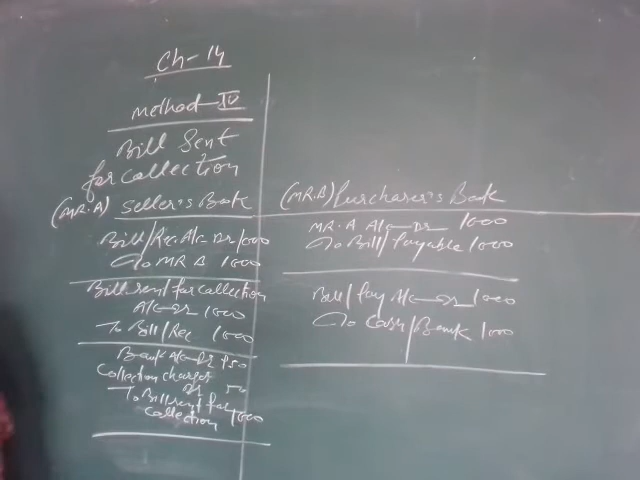 Ch-14
Method-IV
Bill Sent
for collection
(MR.A) Seller's Book
Bill/Rec A/c Dr 1000
To MR B 1000
Bill sent for collection
A/c Dr 1000
To Bill/Rec 1000
Bank A/c Dr 950
Collection charges
Dr 50
To Bill sent for
collection 1000
(MR.B) Purchaser's Book
MR.A A/c Dr 1000
To Bill/Payable 1000
Bill/Pay A/c Dr 1000
To Cash/Bank 1000